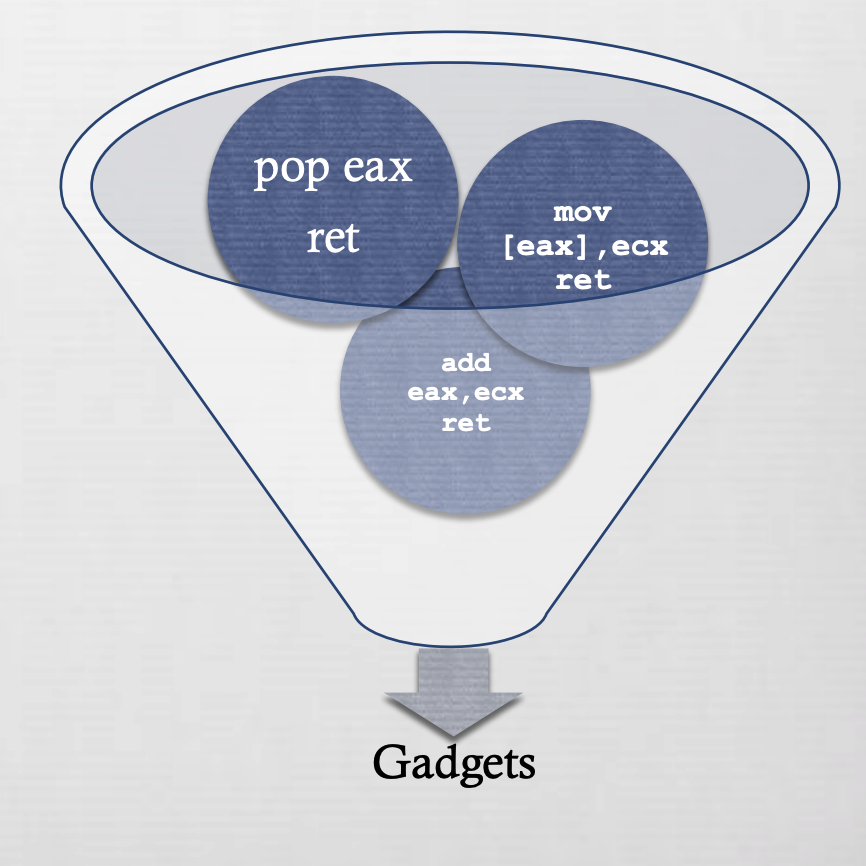 pop eax
ret
mov
[eax],ecx
ret
add
eax,ecx
ret
Gadgets